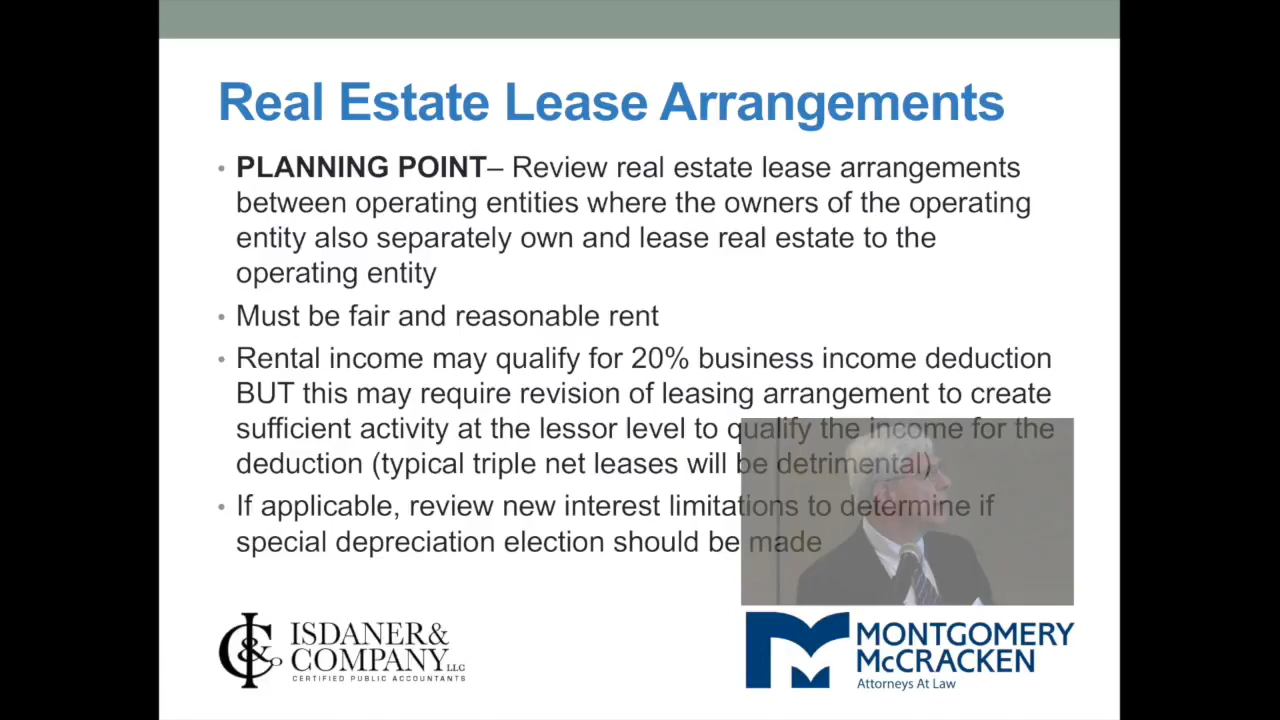 Real Estate Lease Arrangements
• PLANNING POINT– Review real estate lease arrangements
between operating entities where the owners of the operating
entity also separately own and lease real estate to the
operating entity
• Must be fair and reasonable rent
• Rental income may qualify for 20% business income deduction
BUT this may require revision of leasing arrangement to create
sufficient activity at the lessor level to qualify the income for the
deduction (typical triple net leases will be detrimental)
• If applicable, review new interest limitations to determine if
special depreciation election should be made
I&C
ISDANER&
COMPANY LLC
CERTIFIED PUBLIC ACCOUNTANTS
M
MONTGOMERY
McCRACKEN
Attorneys At Law